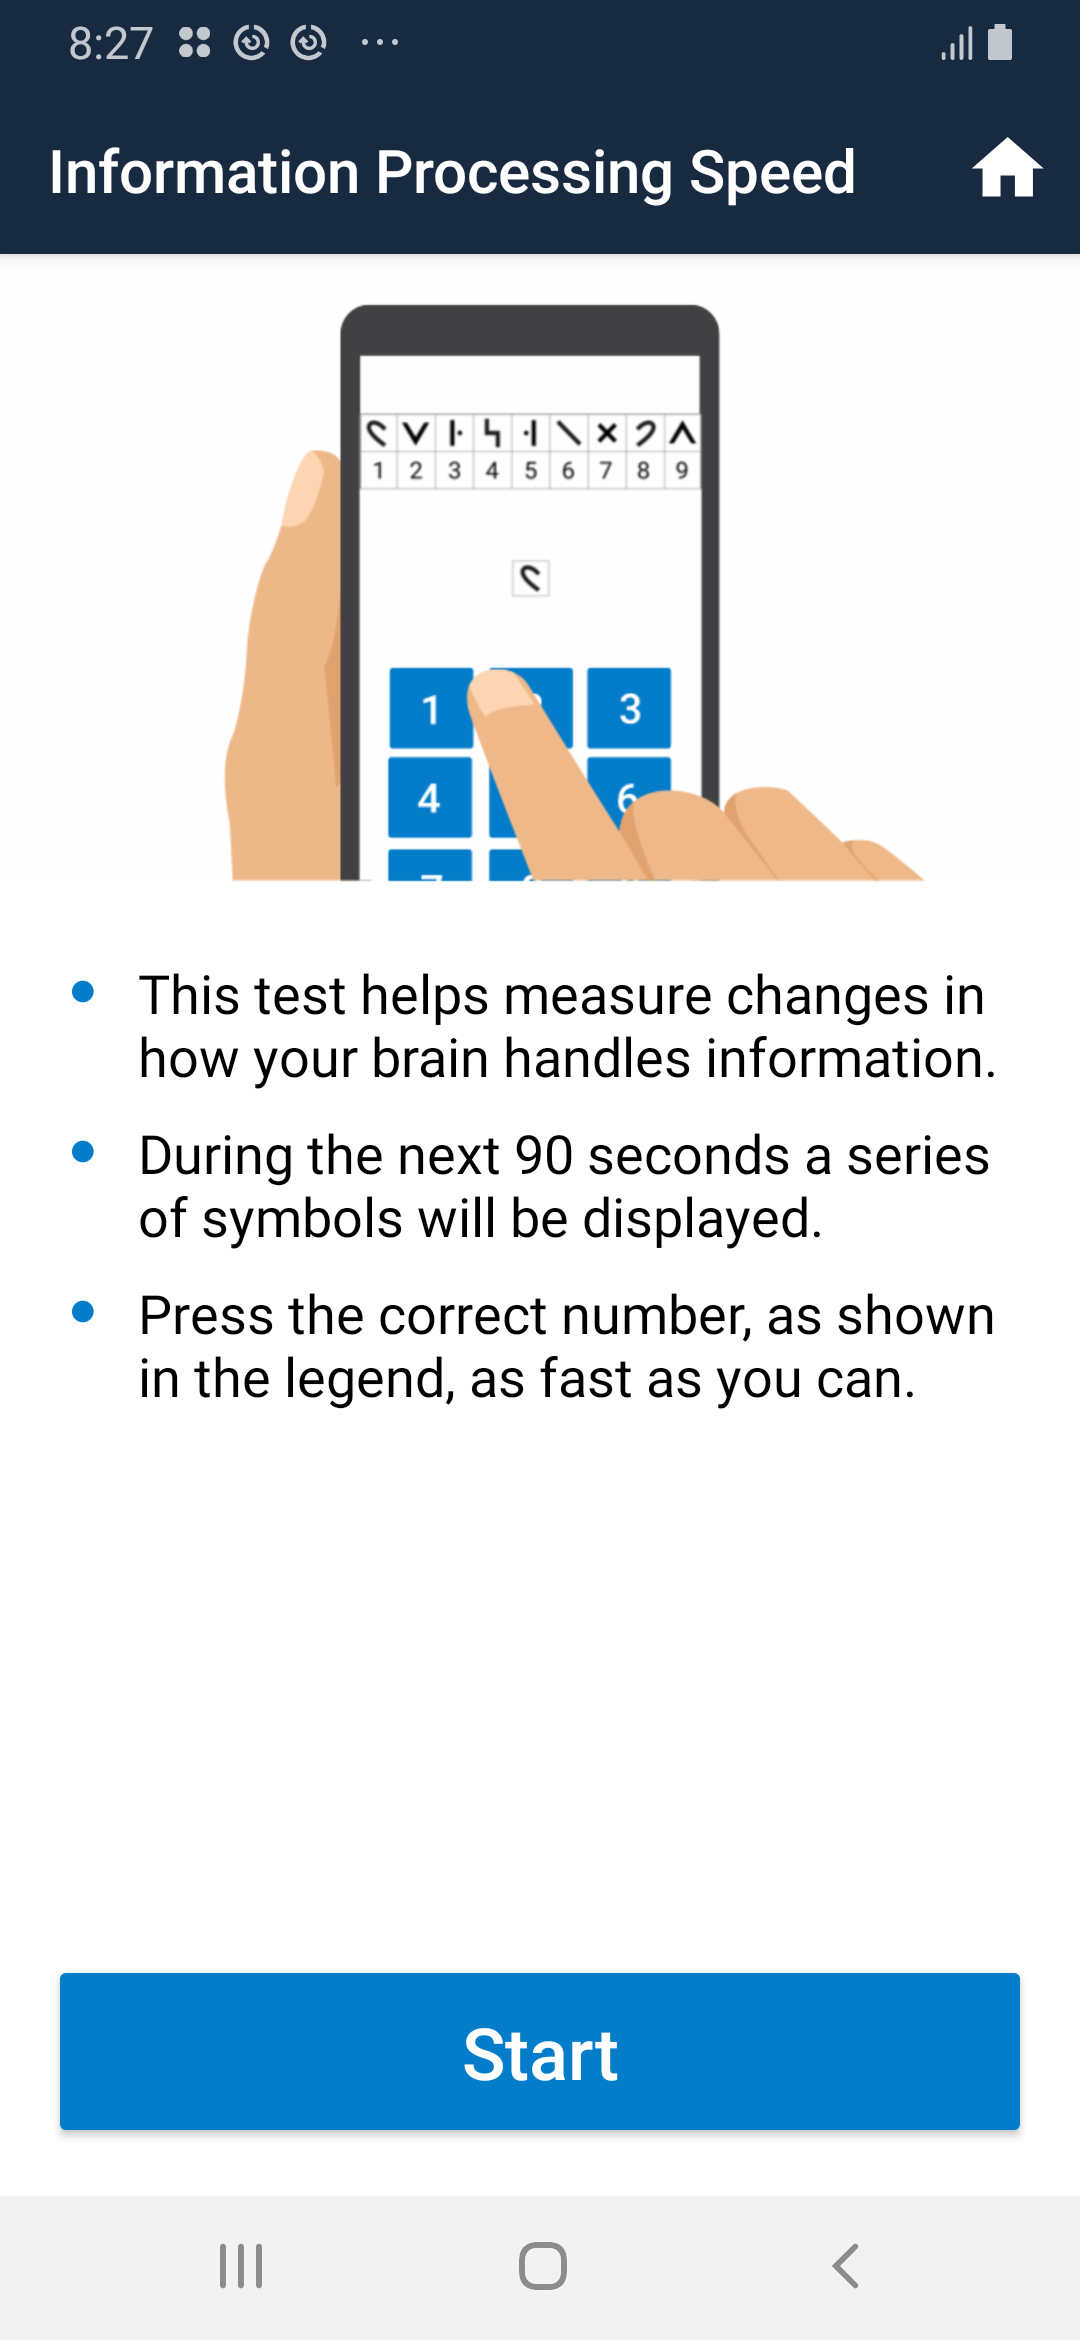 8:27
Information Processing Speed
1 2 3 4 5 6 7 8 9
1 3
4 6
This test helps measure changes in
how your brain handles information.
During the next 90 seconds a series
of symbols will be displayed.
Press the correct number, as shown
in the legend, as fast as you can.
Start